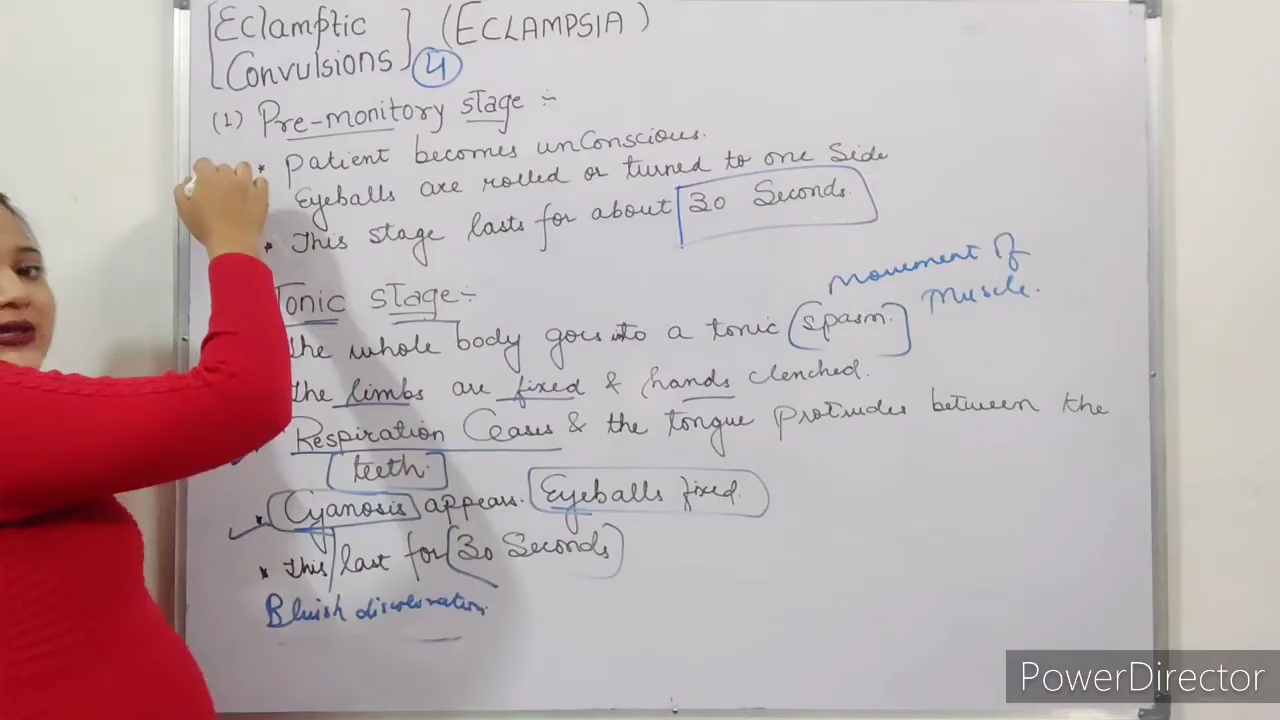 Eclamptic (ECLAMPSIA)
Convulsions 4
(1) Pre-monitory stage :-
* Patient becomes unconscious.
Eyeballs are rolled or turned to one side
* This stage lasts for about 30 Seconds.
Tonic stage :-
movement of
muscle.
the whole body goes into a tonic spasm.
the limbs are fixed & hands clenched.
Respiration Ceases & the tongue Protrudes between the
teeth.
* Cyanosis appears. Eyeballs fixed.
* This last for 30 Seconds
Bluish discoloration.
PowerDirector